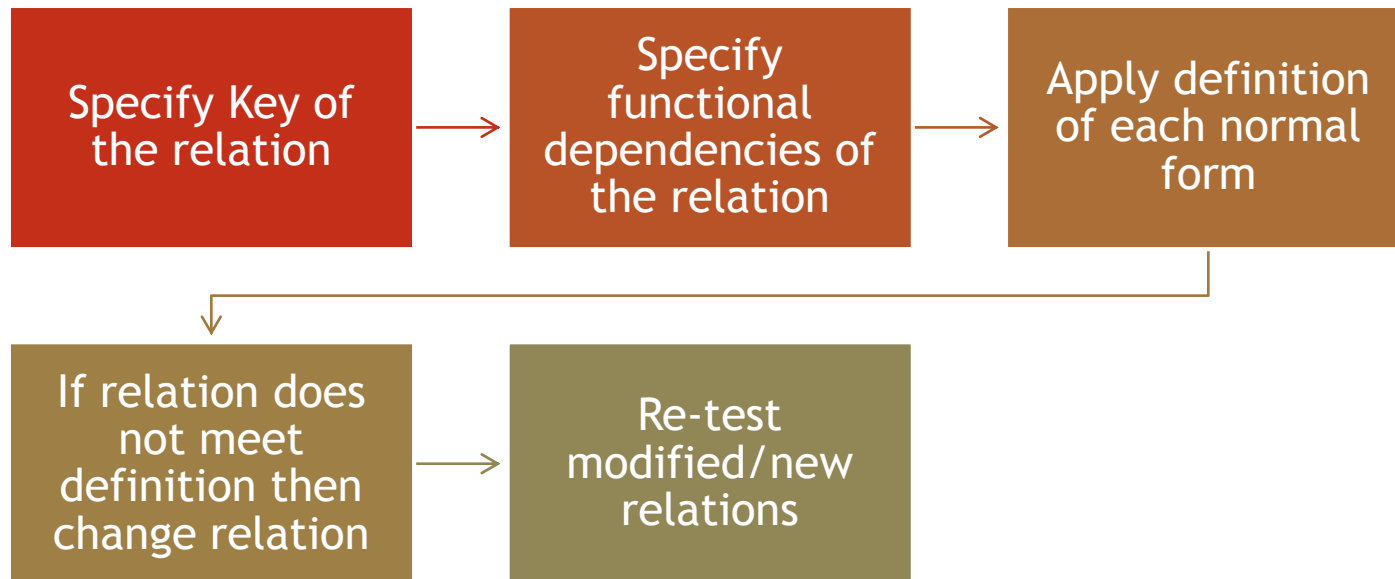 Specify Key of
the relation
Specify
functional
dependencies of
the relation
Apply definition
of each normal
form
If relation does
not meet
definition then
change relation
Re-test
modified/new
relations